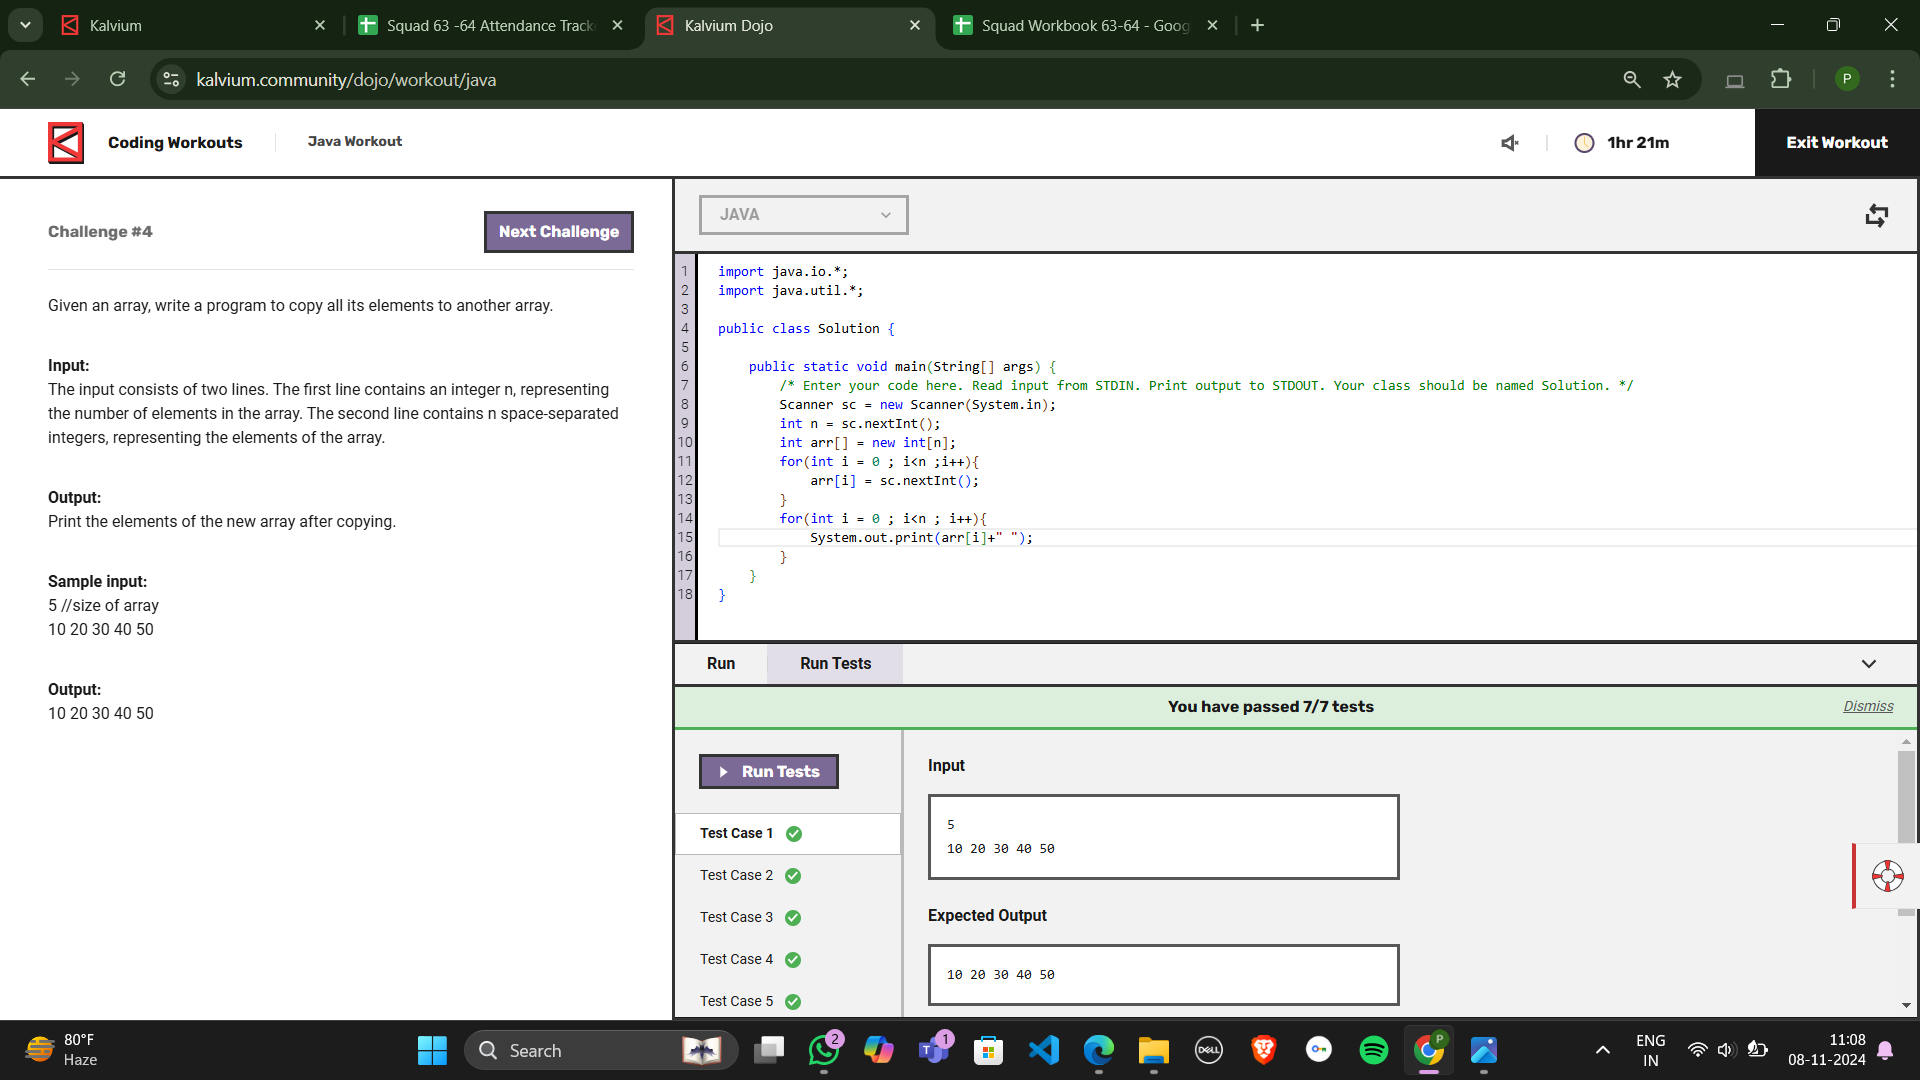 Kalvium
Squad 63 -64 Attendance Track
Kalvium Dojo
Squad Workbook 63-64 - Goog
kalvium.community/dojo/workout/java
P
Coding Workouts
Java Workout
1hr 21m
Exit Workout
Challenge #4
Next Challenge
Given an array, write a program to copy all its elements to another array.
Input:
The input consists of two lines. The first line contains an integer n, representing
the number of elements in the array. The second line contains n space-separated
integers, representing the elements of the array.
Output:
Print the elements of the new array after copying.
Sample input:
5 //size of array
10 20 30 40 50
Output:
10 20 30 40 50
JAVA
1 import java.io.*;
2 import java.util.*;
3
4 public class Solution {
5
6 public static void main(String[] args) {
7 /* Enter your code here. Read input from STDIN. Print output to STDOUT. Your class should be named Solution. */
8 Scanner sc = new Scanner(System.in);
9 int n = sc.nextInt();
10 int arr[] = new int[n];
11 for(int i = 0 ; i<n ;i++){
12 arr[i] = sc.nextInt();
13 }
14 for(int i = 0 ; i<n ; i++){
15 System.out.print(arr[i]+" ");
16 }
17 }
18 }
Run
Run Tests
You have passed 7/7 tests
Dismiss
Run Tests
Test Case 1
Test Case 2
Test Case 3
Test Case 4
Test Case 5
Input
5
10 20 30 40 50
Expected Output
10 20 30 40 50
80°F
Haze
Search
2
1
DELL
P
ENG
IN
11:08
08-11-2024